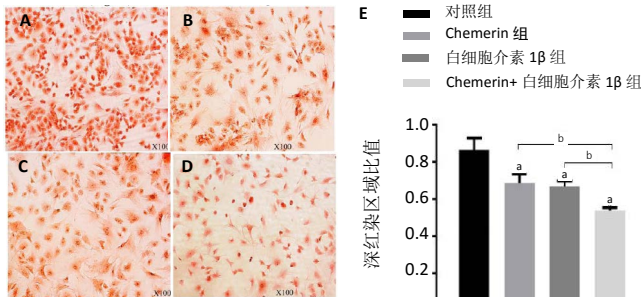 A
B
X100
X100
C
D
X100
X100
E
对照组
Chemerin 组
白细胞介素 1β 组
Chemerin+ 白细胞介素 1β 组
深红染区域比值
1.0
0.8
0.6
0.4
0.2
b
b
a
a
a